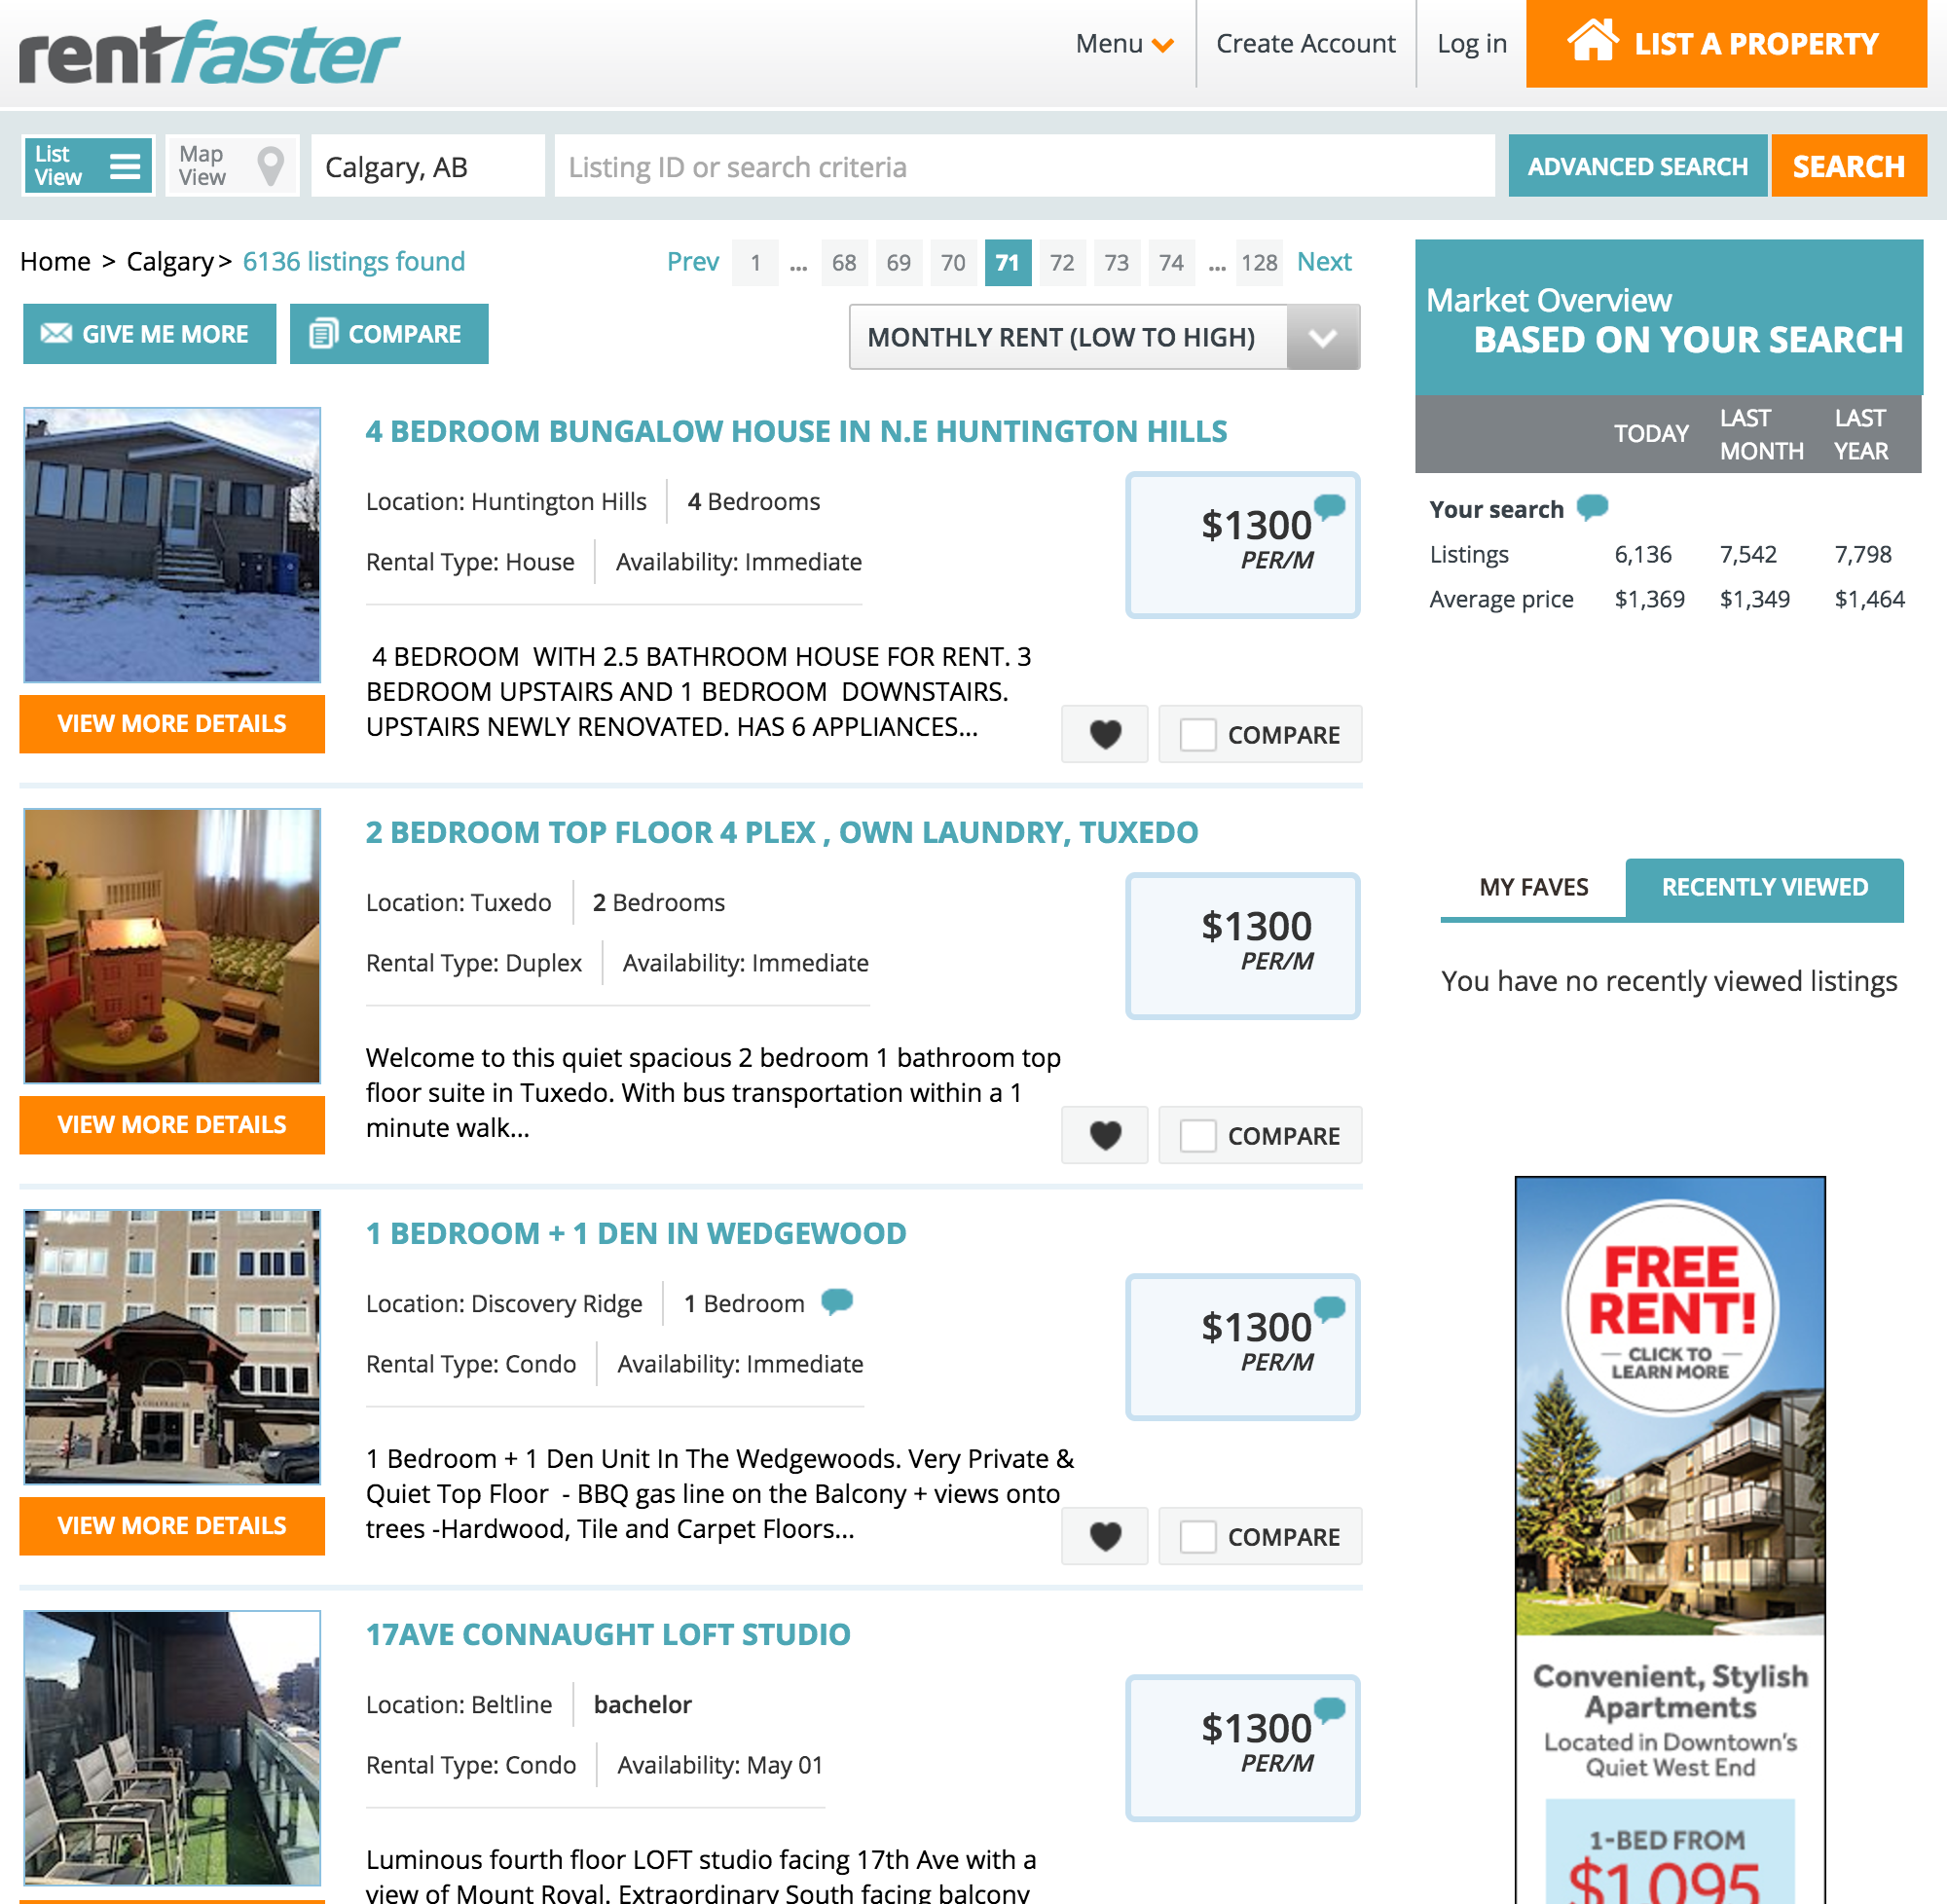 rentfaster
Menu
Create Account
Log in
LIST A PROPERTY
List View
Map View
Calgary, AB
Listing ID or search criteria
ADVANCED SEARCH
SEARCH
Home > Calgary > 6136 listings found
Prev 1 ... 68 69 70 71 72 73 74 ... 128 Next
GIVE ME MORE
COMPARE
MONTHLY RENT (LOW TO HIGH)
4 BEDROOM BUNGALOW HOUSE IN N.E HUNTINGTON HILLS
Location: Huntington Hills
4 Bedrooms
Rental Type: House
Availability: Immediate
$1300
PER/M
4 BEDROOM WITH 2.5 BATHROOM HOUSE FOR RENT. 3
BEDROOM UPSTAIRS AND 1 BEDROOM DOWNSTAIRS.
UPSTAIRS NEWLY RENOVATED. HAS 6 APPLIANCES...
VIEW MORE DETAILS
COMPARE
2 BEDROOM TOP FLOOR 4 PLEX , OWN LAUNDRY, TUXEDO
Location: Tuxedo
2 Bedrooms
Rental Type: Duplex
Availability: Immediate
$1300
PER/M
Welcome to this quiet spacious 2 bedroom 1 bathroom top
floor suite in Tuxedo. With bus transportation within a 1
minute walk...
VIEW MORE DETAILS
COMPARE
1 BEDROOM + 1 DEN IN WEDGEWOOD
Location: Discovery Ridge
1 Bedroom
Rental Type: Condo
Availability: Immediate
$1300
PER/M
1 Bedroom + 1 Den Unit In The Wedgewoods. Very Private &
Quiet Top Floor - BBQ gas line on the Balcony + views onto
trees -Hardwood, Tile and Carpet Floors...
VIEW MORE DETAILS
COMPARE
17AVE CONNAUGHT LOFT STUDIO
Location: Beltline
bachelor
Rental Type: Condo
Availability: May 01
$1300
PER/M
Luminous fourth floor LOFT studio facing 17th Ave with a
view of Mount Royal. Extraordinary South facing balcony
Market Overview
BASED ON YOUR SEARCH
TODAY
LAST MONTH
LAST YEAR
Your search
Listings 6,136 7,542 7,798
Average price $1,369 $1,349 $1,464
MY FAVES
RECENTLY VIEWED
You have no recently viewed listings
FREE
RENT!
CLICK TO
LEARN MORE
Convenient, Stylish
Apartments
Located in Downtown's
Quiet West End
1-BED FROM
$1,095